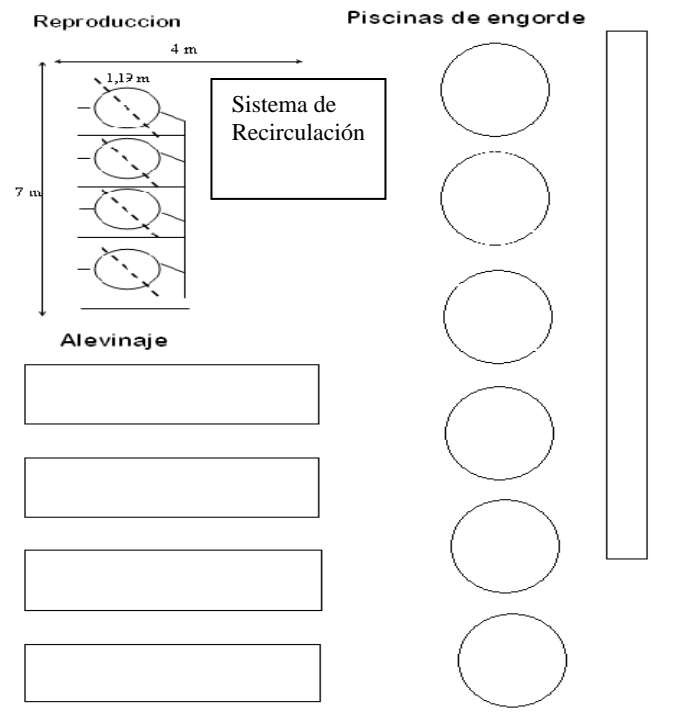 Reproduccion
Piscinas de engorde
4 m
1,19 m
Sistema de
Recirculación
7 m
Alevinaje